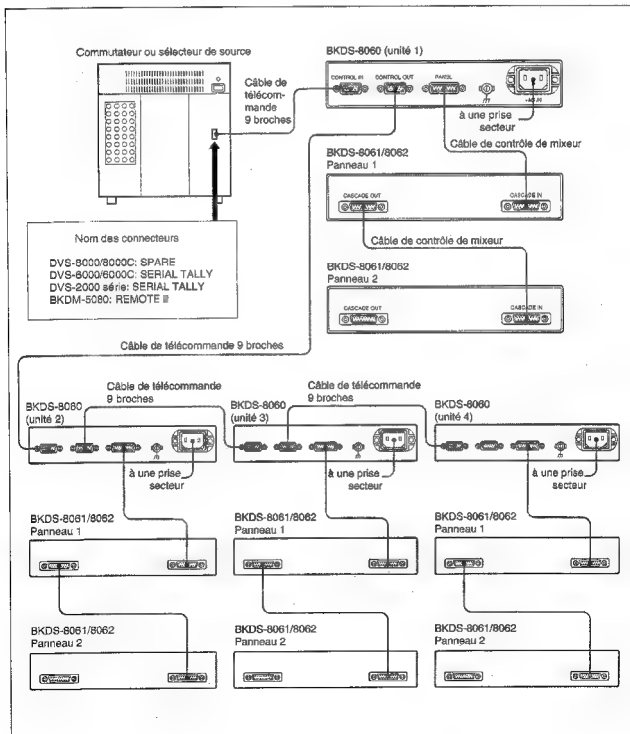 Commutateur ou sélecteur de source
BKDS-8060 (unité 1)
CONTROL IN
CONTROL OUT
PANEL
Câble de
télécom-
mande
9 broches
~AC IN
à une prise
secteur
Câble de contrôle de mixeur
BKDS-8061/8062
Panneau 1
CASCADE OUT
CASCADE IN
Câble de contrôle de mixeur
BKDS-8061/8062
Panneau 2
CASCADE OUT
CASCADE IN
Nom des connecteurs
DVS-8000/8000C: SPARE
DVS-6000/6000C: SERIAL TALLY
DVS-2000 série: SERIAL TALLY
BKDM-5080: REMOTE
Câble de télécommande 9 broches
Câble de télécommande
9 broches
Câble de télécommande
9 broches
BKDS-8060
(unité 2)
BKDS-8060
(unité 3)
BKDS-8060
(unité 4)
à une prise
secteur
à une prise
secteur
à une prise
secteur
BKDS-8061/8062
Panneau 1
BKDS-8061/8062
Panneau 1
BKDS-8061/8062
Panneau 1
BKDS-8061/8062
Panneau 2
BKDS-8061/8062
Panneau 2
BKDS-8061/8062
Panneau 2